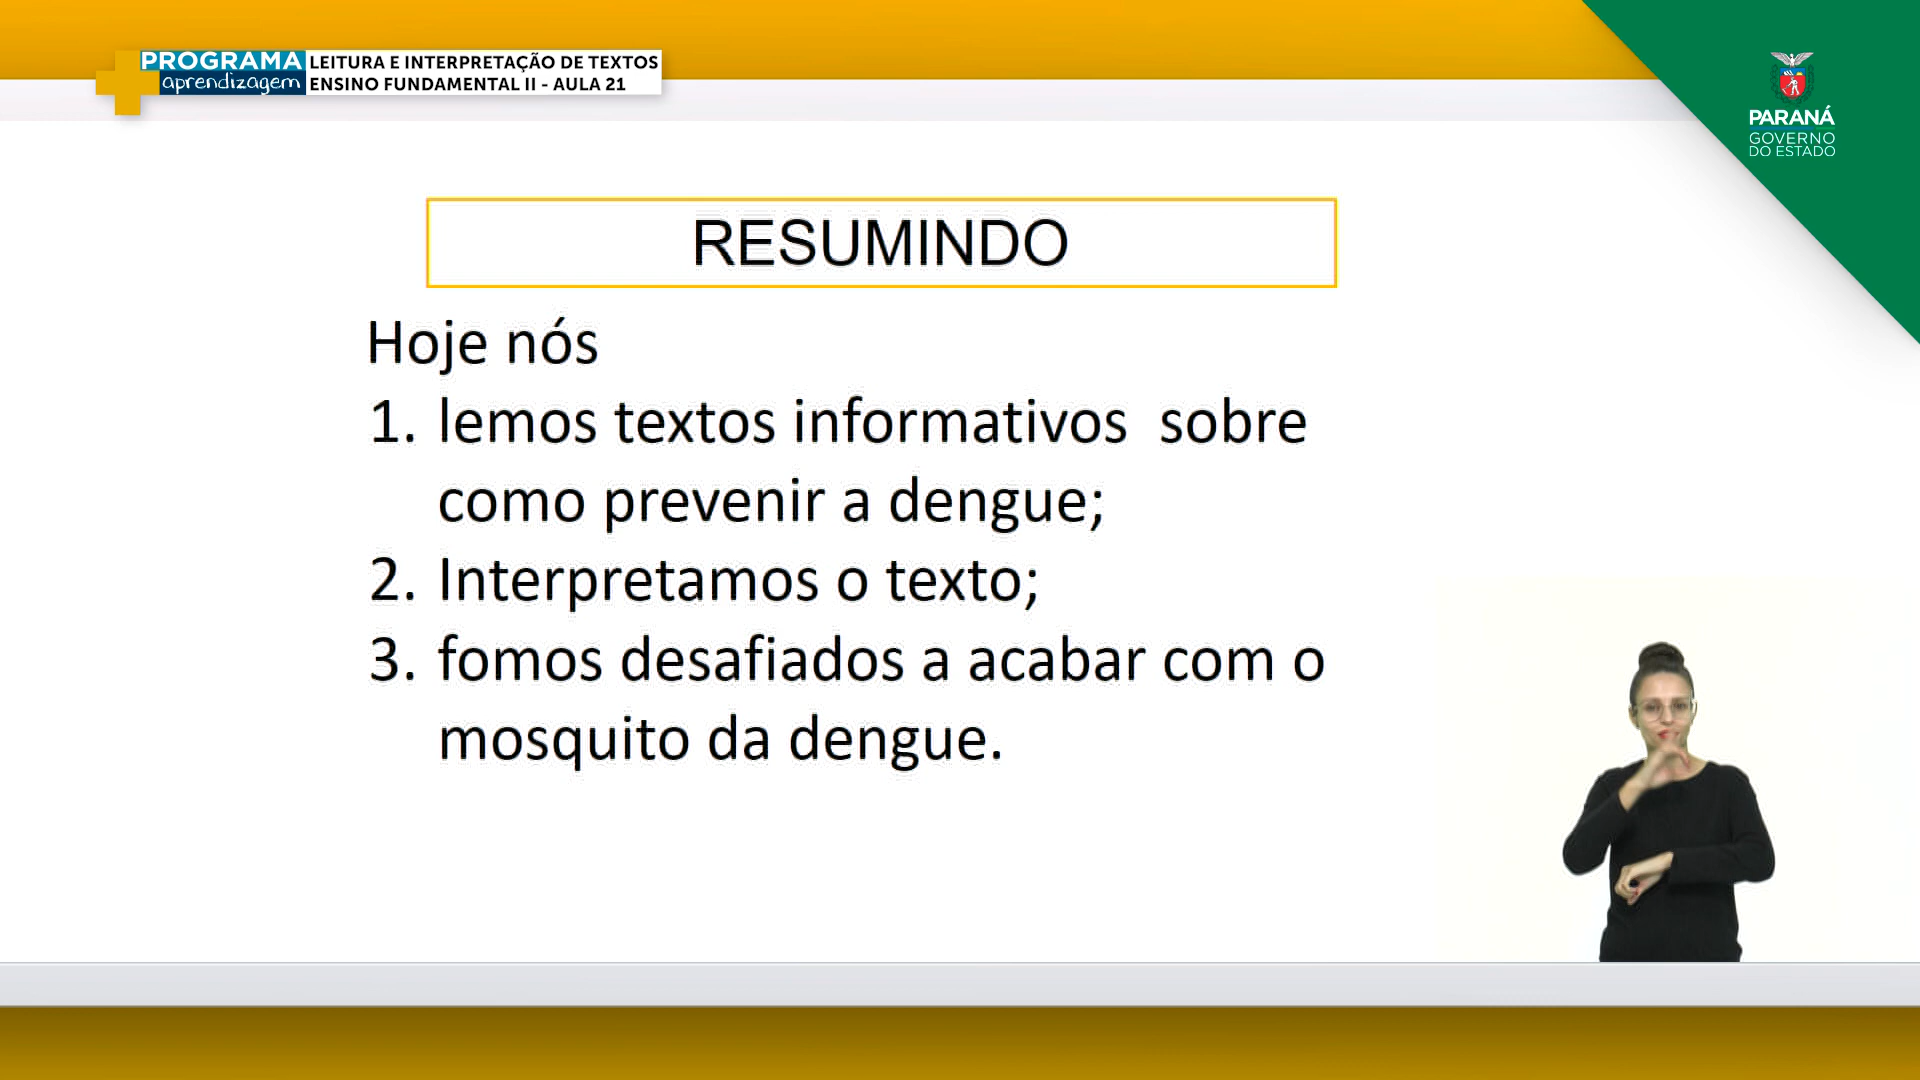 PROGRAMA
aprendizagem
LEITURA E INTERPRETAÇÃO DE TEXTOS
ENSINO FUNDAMENTAL II - AULA 21
PARANÁ
GOVERNO
DO ESTADO
RESUMINDO
Hoje nós
1. lemos textos informativos sobre
como prevenir a dengue;
2. Interpretamos o texto;
3. fomos desafiados a acabar com o
mosquito da dengue.